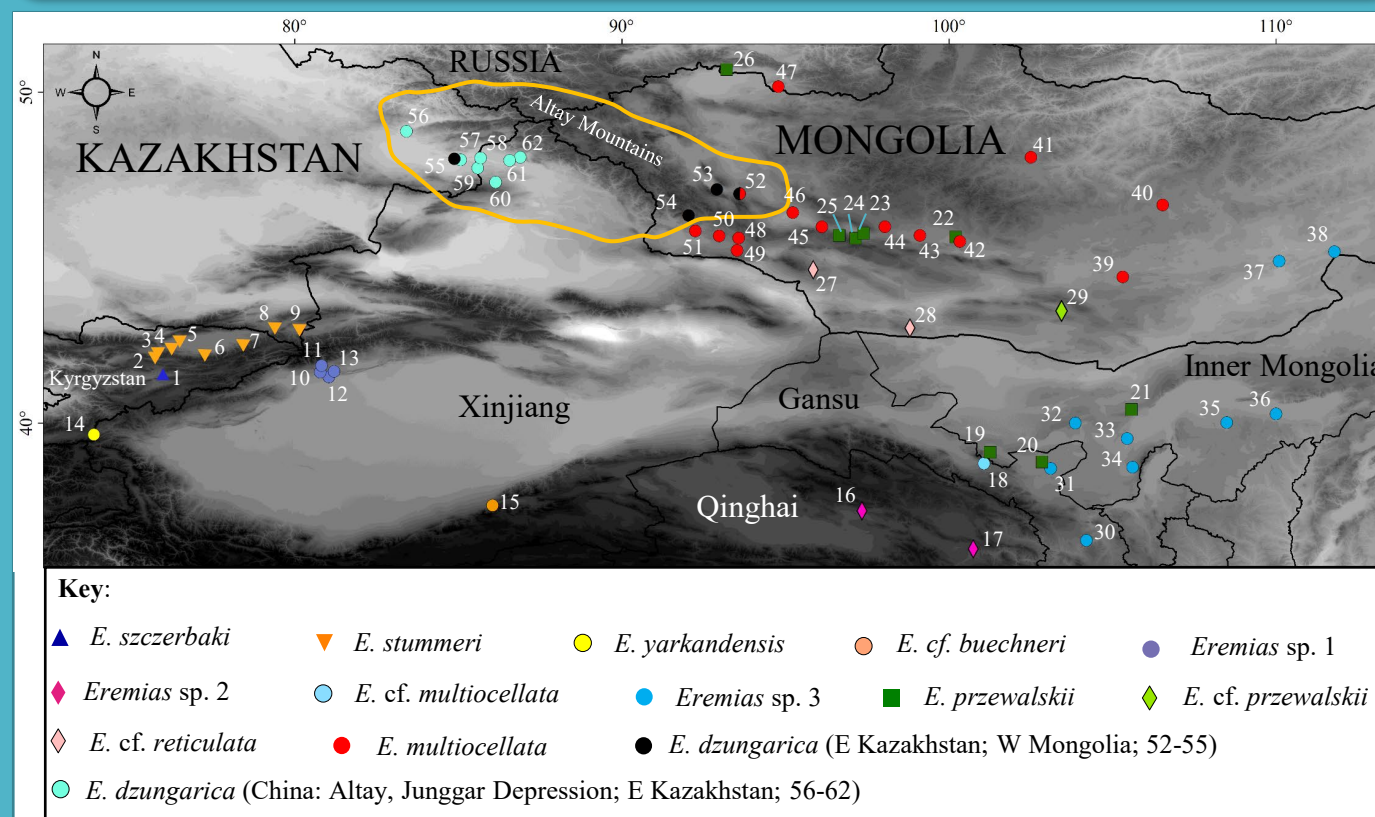 80° 90° 100° 110°
50°
40°
N
W E
S
RUSSIA
KAZAKHSTAN
Altay Mountains
MONGOLIA
Kyrgyzstan
Xinjiang
Gansu
Inner Mongolia
Qinghai
26 47
56
57 58 62
55
59 61
60
53 52
54
50 48
51 49
46 25 24 23 22
45 44 43 42
41
40
39
38
37
27
28
29
8 9
34 5
2 6 7
1
11 13
10
12
14
15
16
17
19 20 21
18 31
32 33
34
35 36
30
Key:
E. szczerbaki E. stummeri E. yarkandensis E. cf. buechneri Eremias sp. 1
Eremias sp. 2 E. cf. multiocellata Eremias sp. 3 E. przewalskii E. cf. przewalskii
E. cf. reticulata E. multiocellata E. dzungarica (E Kazakhstan; W Mongolia; 52-55)
E. dzungarica (China: Altay, Junggar Depression; E Kazakhstan; 56-62)